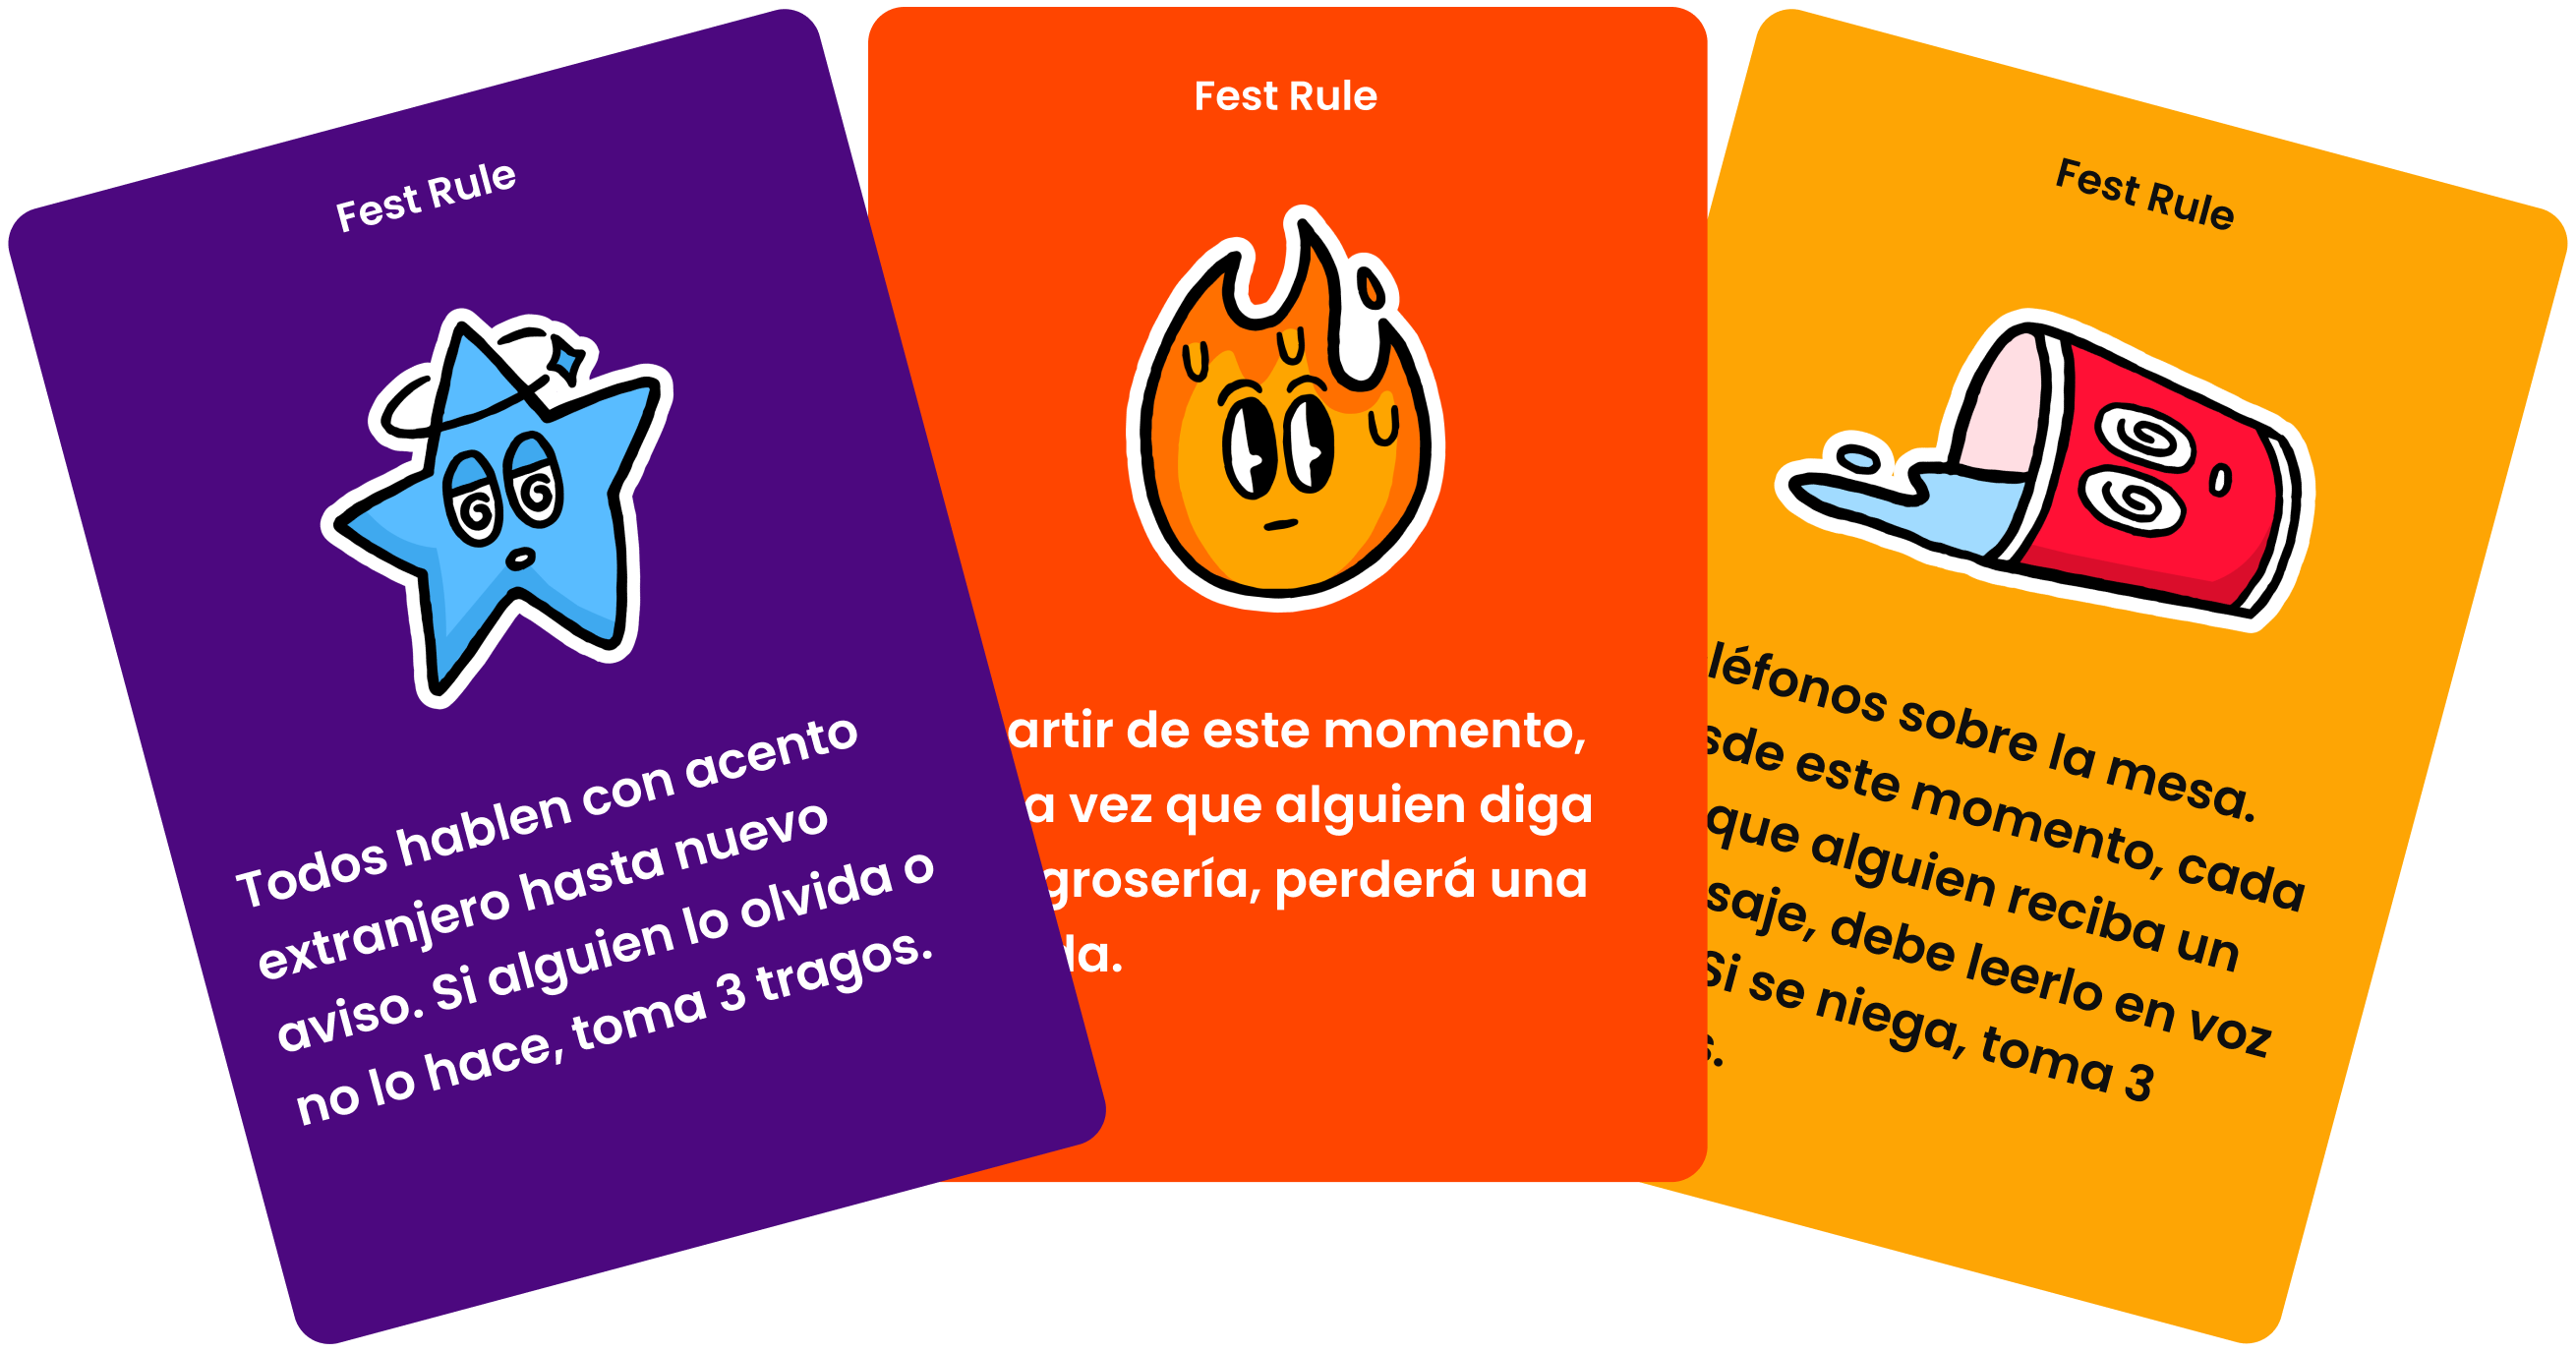 Fest Rule
Todos hablen con acento
extranjero hasta nuevo
aviso. Si alguien lo olvida o
no lo hace, toma 3 tragos.
Fest Rule
artir de este momento,
a vez que alguien diga
grosería, perderá una
da.
Fest Rule
léfonos sobre la mesa.
sde este momento, cada
que alguien reciba un
saje, debe leerlo en voz
Si se niega, toma 3
s.